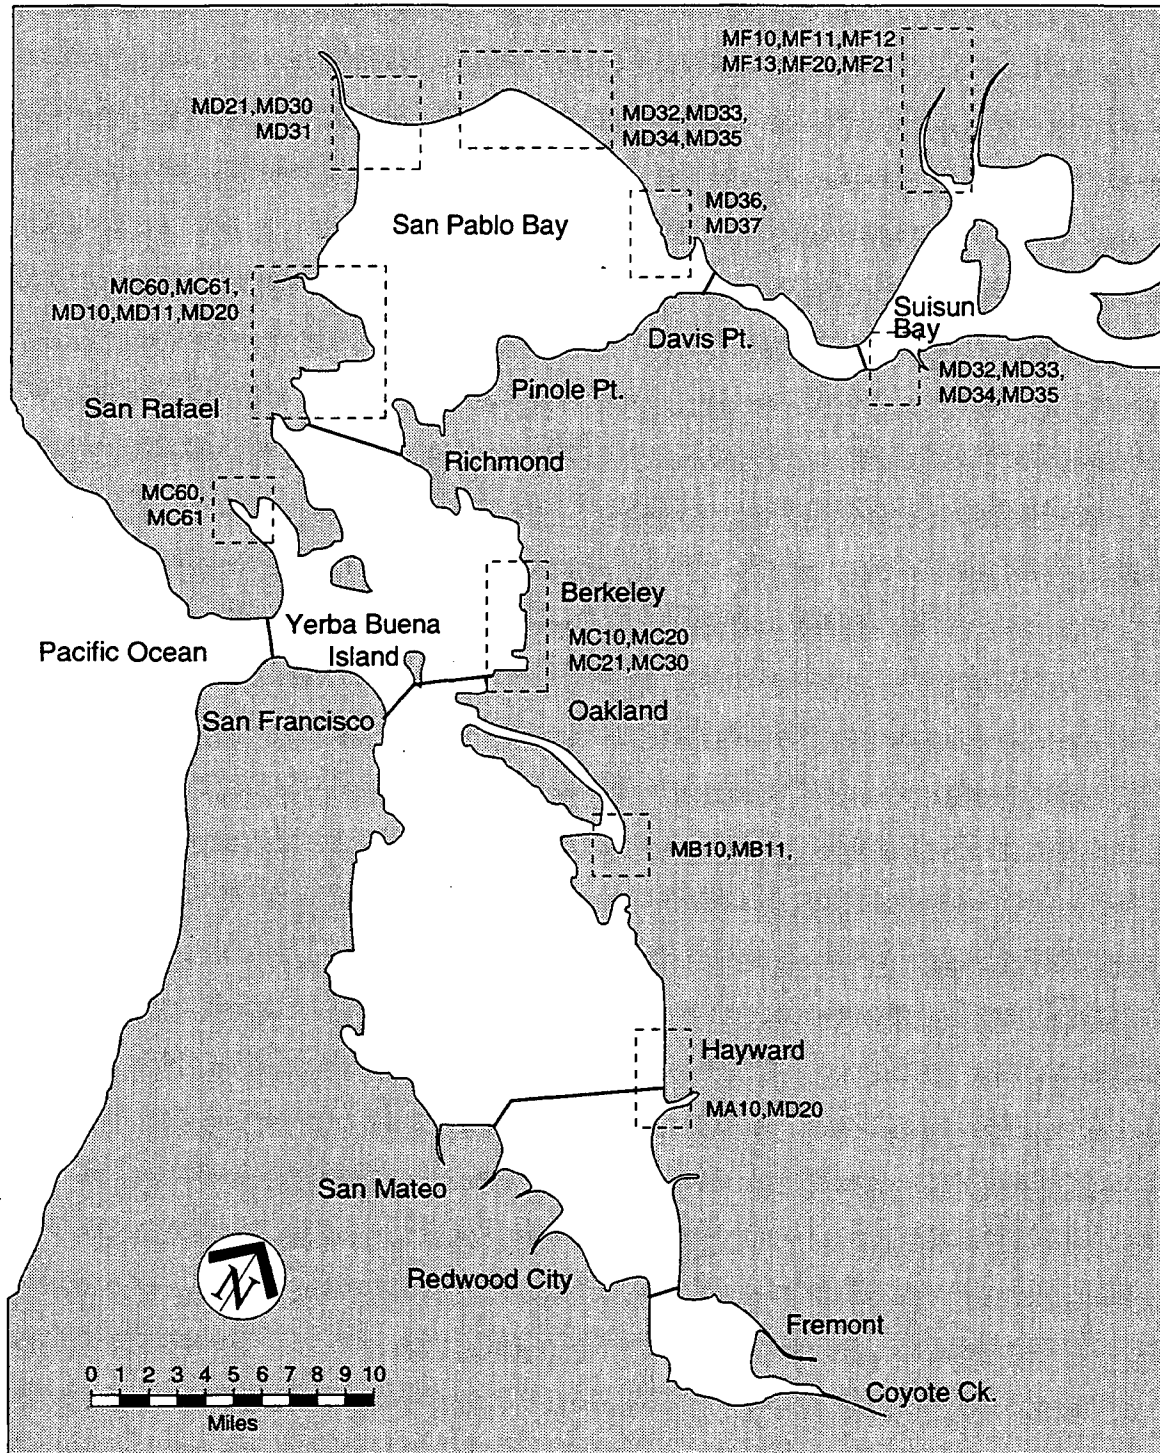 MF10,MF11,MF12
MF13,MF20,MF21
MD21,MD30
MD31
MD32,MD33,
MD34,MD35
MD36,
MD37
San Pablo Bay
MC60,MC61,
MD10,MD11,MD20
Suisun
Bay
Davis Pt.
MD32,MD33,
MD34,MD35
Pinole Pt.
San Rafael
Richmond
MC60,
MC61
Berkeley
Yerba Buena
Island
MC10,MC20
MC21,MC30
Pacific Ocean
San Francisco
Oakland
MB10,MB11,
Hayward
MA10,MD20
San Mateo
N
Redwood City
Fremont
0 1 2 3 4 5 6 7 8 9 10
Miles
Coyote Ck.